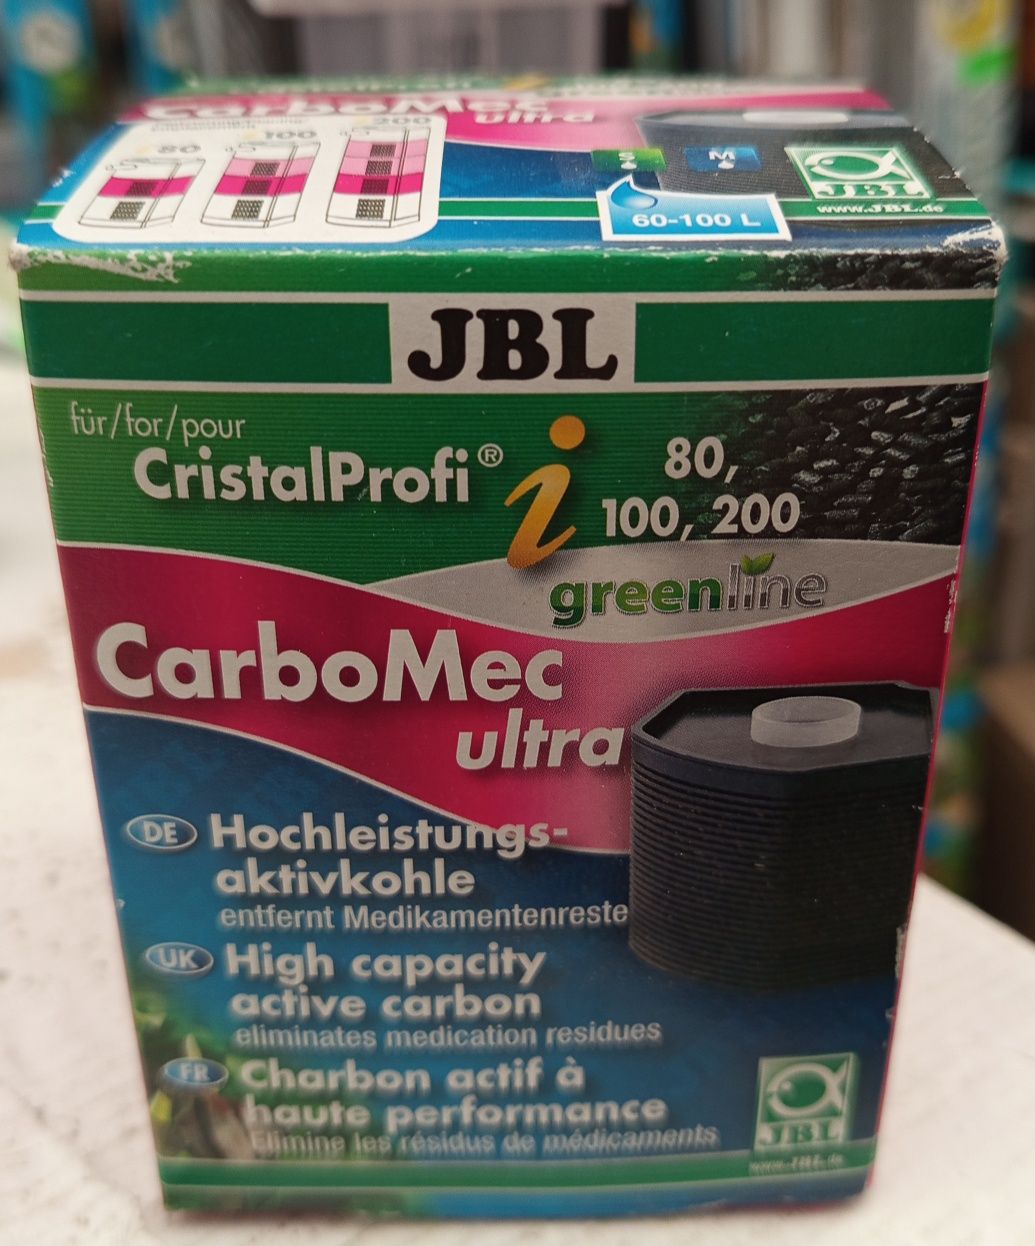 CarboMec
ultra
i 80
i 100
i 200
S
M
60-100 L
JBL
www.JBL.de
JBL
für/for/pour
CristalProfi® i 80,
100, 200
greenline
CarboMec
ultra
DE Hochleistungs-
aktivkohle
entfernt Medikamentenreste
UK High capacity
active carbon
eliminates medication residues
FR Charbon actif à
haute performance
Elimine les résidus de médicaments
JBL
www.JBL.de